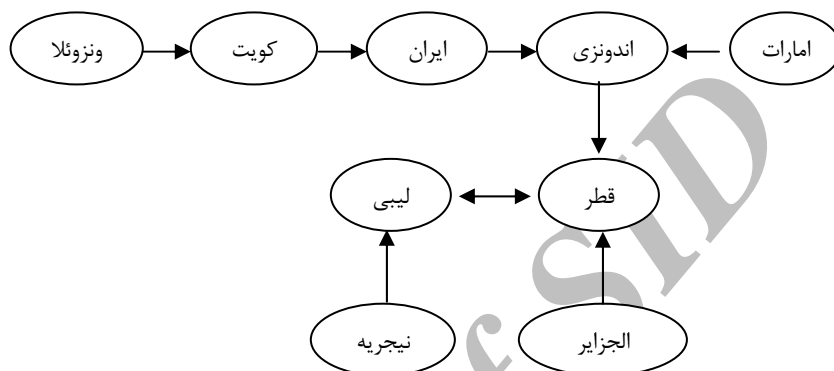 امارات اندونزی ایران کویت ونزوئلا
قطر لیبی
الجزایر نیجریه
f SID